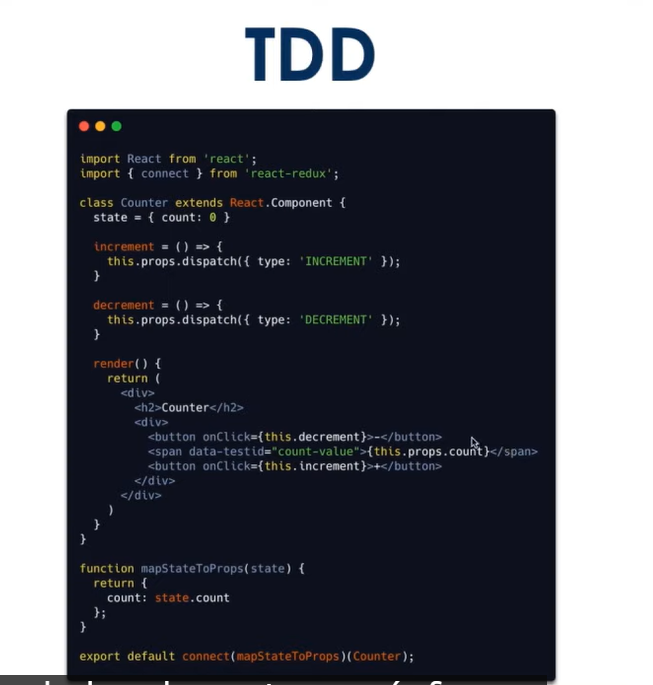 TDD
import React from 'react';
import { connect } from 'react-redux';
class Counter extends React.Component {
state = { count: 0 }
increment = () => {
this.props.dispatch({ type: 'INCREMENT' });
}
decrement = () => {
this.props.dispatch({ type: 'DECREMENT' });
}
render() {
return (
<div>
<h2>Counter</h2>
<div>
<button onClick={this.decrement}>-</button>
<span data-testid="count-value">{this.props.count}</span>
<button onClick={this.increment}>+</button>
</div>
</div>
)
}
}
function mapStateToProps(state) {
return {
count: state.count
};
}
export default connect(mapStateToProps)(Counter);